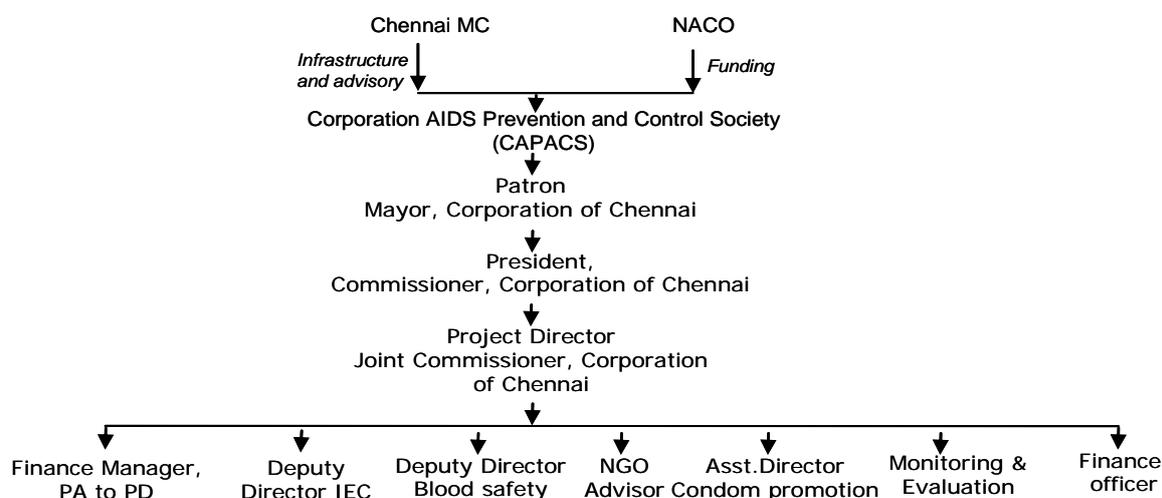 Chennai MC
NACO
Infrastructure
and advisory
Funding
Corporation AIDS Prevention and Control Society
(CAPACS)
Patron
Mayor, Corporation of Chennai
President,
Commissioner, Corporation of Chennai
Project Director
Joint Commissioner, Corporation
of Chennai
Finance Manager,
PA to PD
Deputy
Director IEC
Deputy Director
Blood safety
NGO
Advisor
Asst.Director
Condom promotion
Monitoring &
Evaluation
Finance
officer